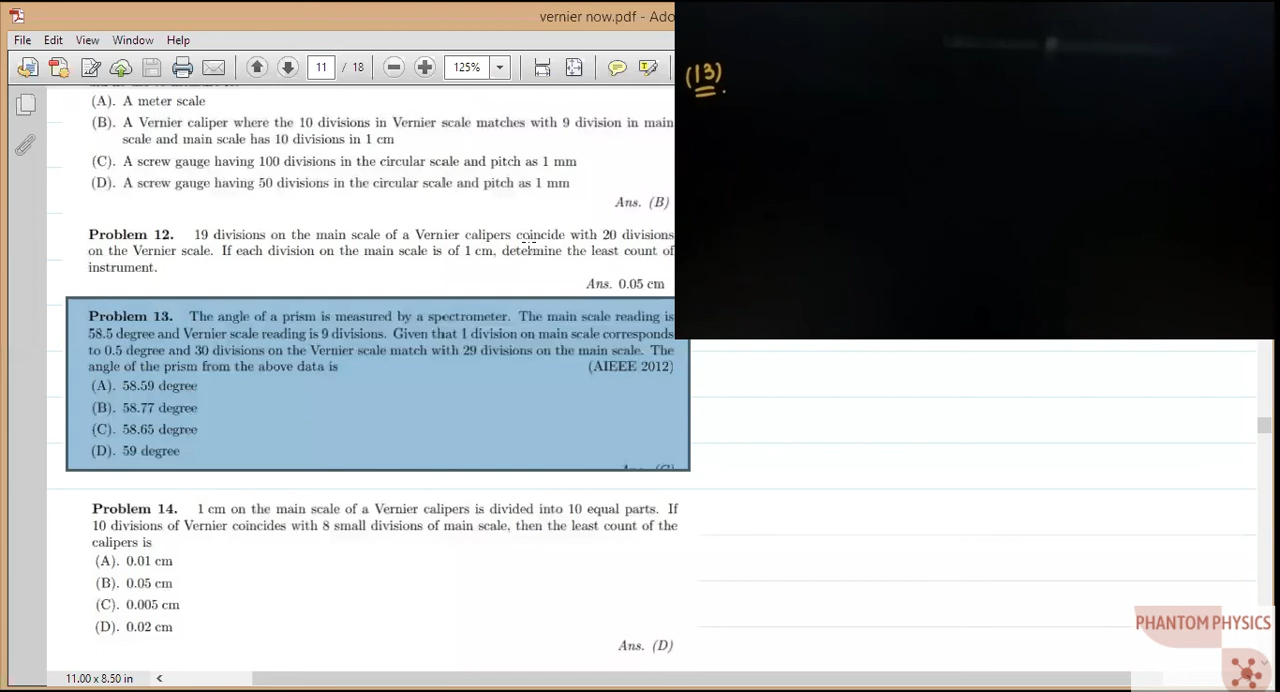 vernier now.pdf - Ado
File Edit View Window Help
11 / 18 125%
(A). A meter scale
(B). A Vernier caliper where the 10 divisions in Vernier scale matches with 9 division in main
scale and main scale has 10 divisions in 1 cm
(C). A screw gauge having 100 divisions in the circular scale and pitch as 1 mm
(D). A screw gauge having 50 divisions in the circular scale and pitch as 1 mm
Ans. (B)
Problem 12. 19 divisions on the main scale of a Vernier calipers coincide with 20 divisions
on the Vernier scale. If each division on the main scale is of 1 cm, determine the least count of
instrument.
Ans. 0.05 cm
Problem 13. The angle of a prism is measured by a spectrometer. The main scale reading is
58.5 degree and Vernier scale reading is 9 divisions. Given that 1 division on main scale corresponds
to 0.5 degree and 30 divisions on the Vernier scale match with 29 divisions on the main scale. The
angle of the prism from the above data is (AIEEE 2012)
(A). 58.59 degree
(B). 58.77 degree
(C). 58.65 degree
(D). 59 degree
Problem 14. 1 cm on the main scale of a Vernier calipers is divided into 10 equal parts. If
10 divisions of Vernier coincides with 8 small divisions of main scale, then the least count of the
calipers is
(A). 0.01 cm
(B). 0.05 cm
(C). 0.005 cm
(D). 0.02 cm
Ans. (D)
11.00 x 8.50 in
(13).
PHANTOM PHYSICS